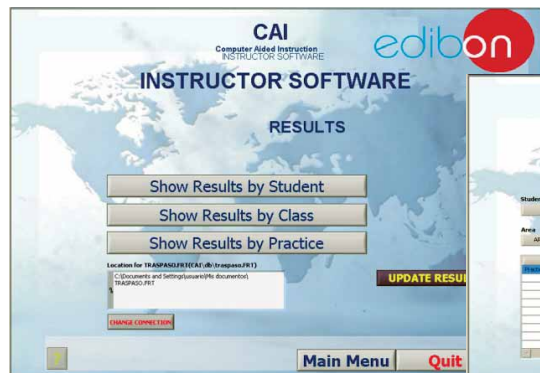 CAI
Computer Aided Instruction
INSTRUCTOR SOFTWARE
edibon
INSTRUCTOR SOFTWARE
RESULTS
Show Results by Student
Show Results by Class
Show Results by Practice
Location for TRASPASO.FRT(CAI\db\traspaso.FRT)
C:\Documents and Settings\usuario\Mis documentos\
TRASPASO.FRT
UPDATE RESUL
CHANGE CONNECTION
Main Menu
Quit
Area